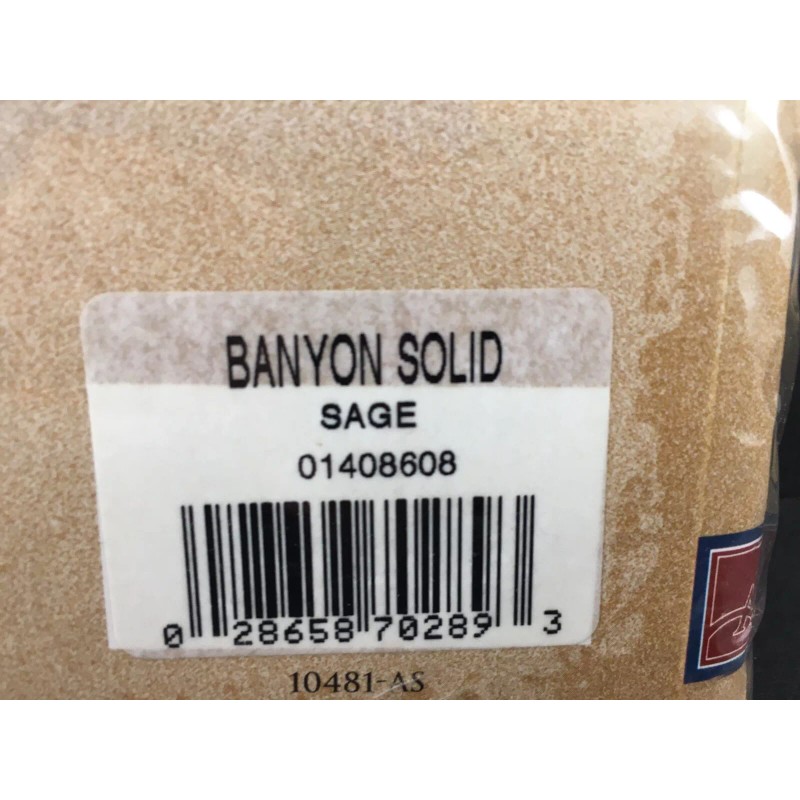 BANYON SOLID
SAGE
01408608
0 28658 70289 3
10481-AS